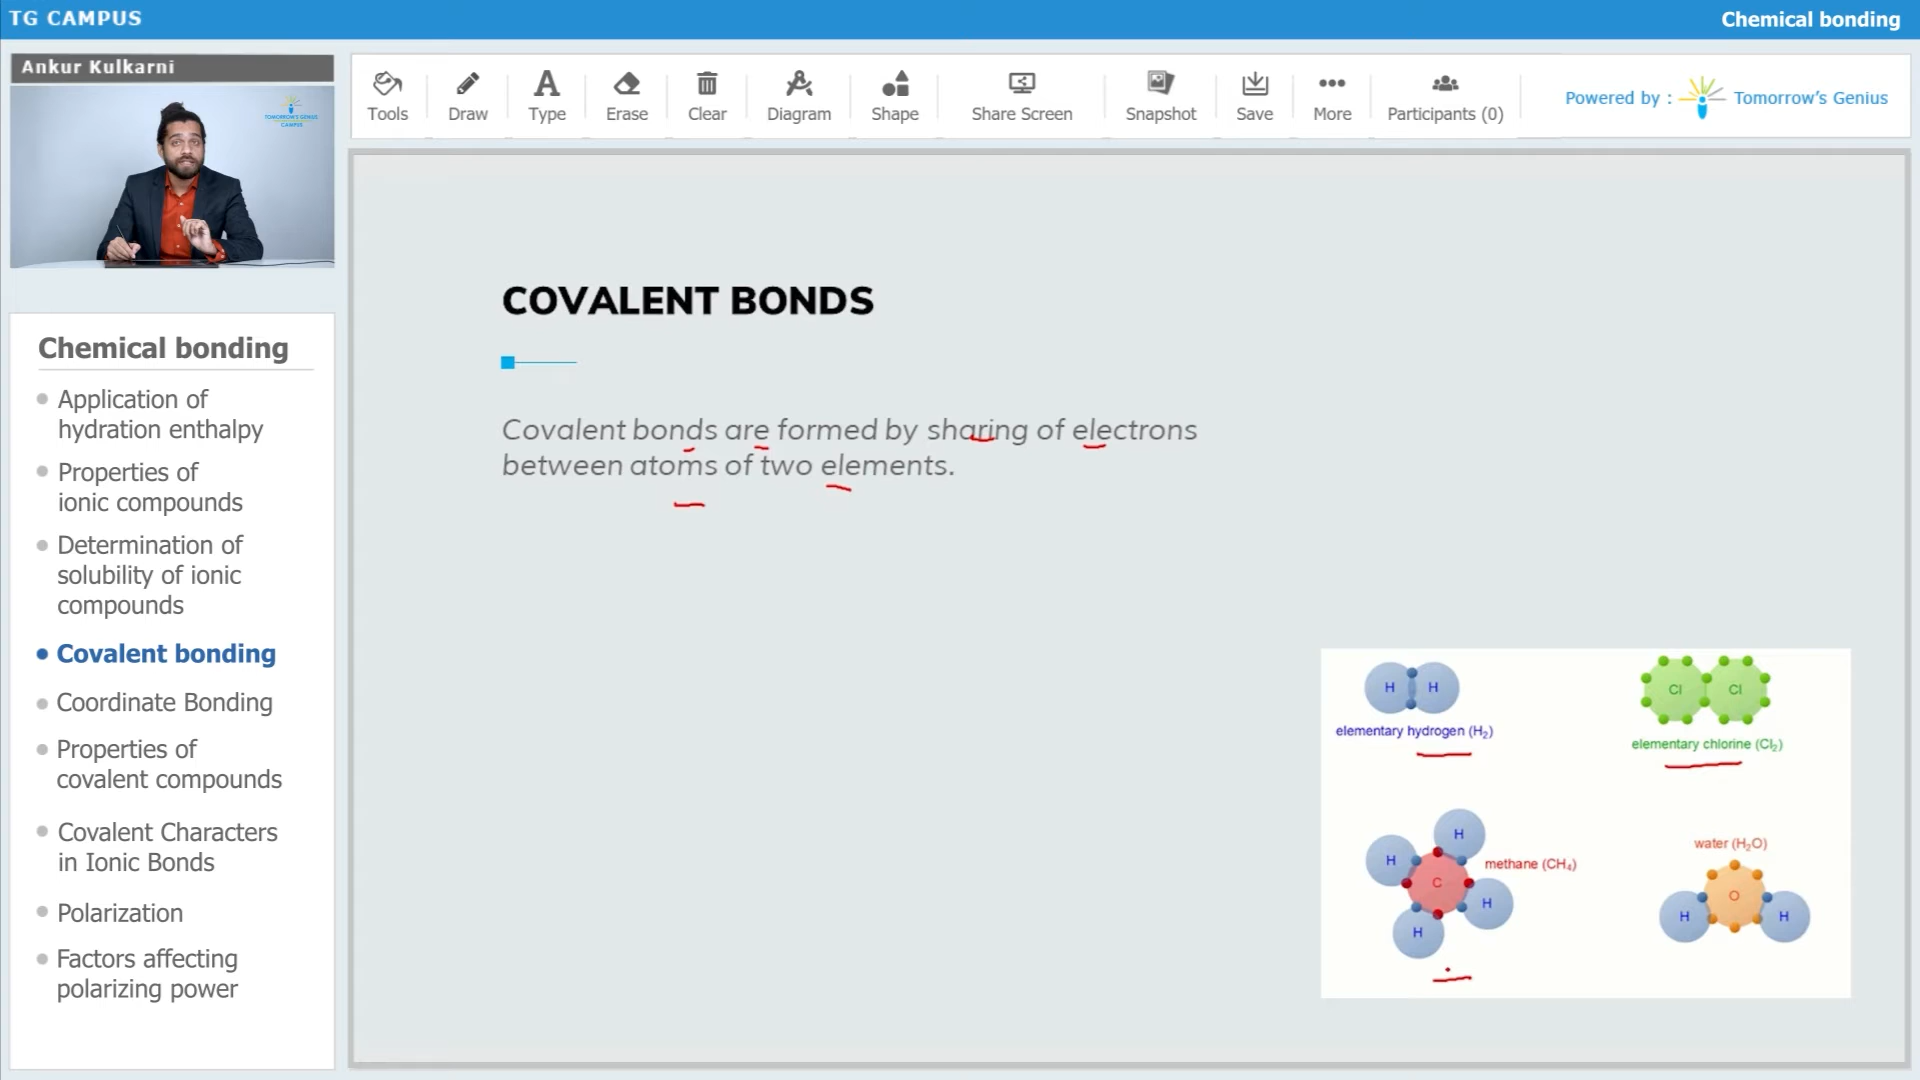 TG CAMPUS
Chemical bonding
Ankur Kulkarni
TOMORROW'S GENIUS
CAMPUS
Tools
Draw
Type
Erase
Clear
Diagram
Shape
Share Screen
Snapshot
Save
More
Participants (0)
Powered by :
Tomorrow's Genius
Chemical bonding
Application of
hydration enthalpy
Properties of
ionic compounds
Determination of
solubility of ionic
compounds
Covalent bonding
Coordinate Bonding
Properties of
covalent compounds
Covalent Characters
in Ionic Bonds
Polarization
Factors affecting
polarizing power
COVALENT BONDS
Covalent bonds are formed by sharing of electrons
between atoms of two elements.
H H
elementary hydrogen (H₂)
Cl Cl
elementary chlorine (Cl₂)
H
H
methane (CH₄)
C
H
H
water (H₂O)
O
H H